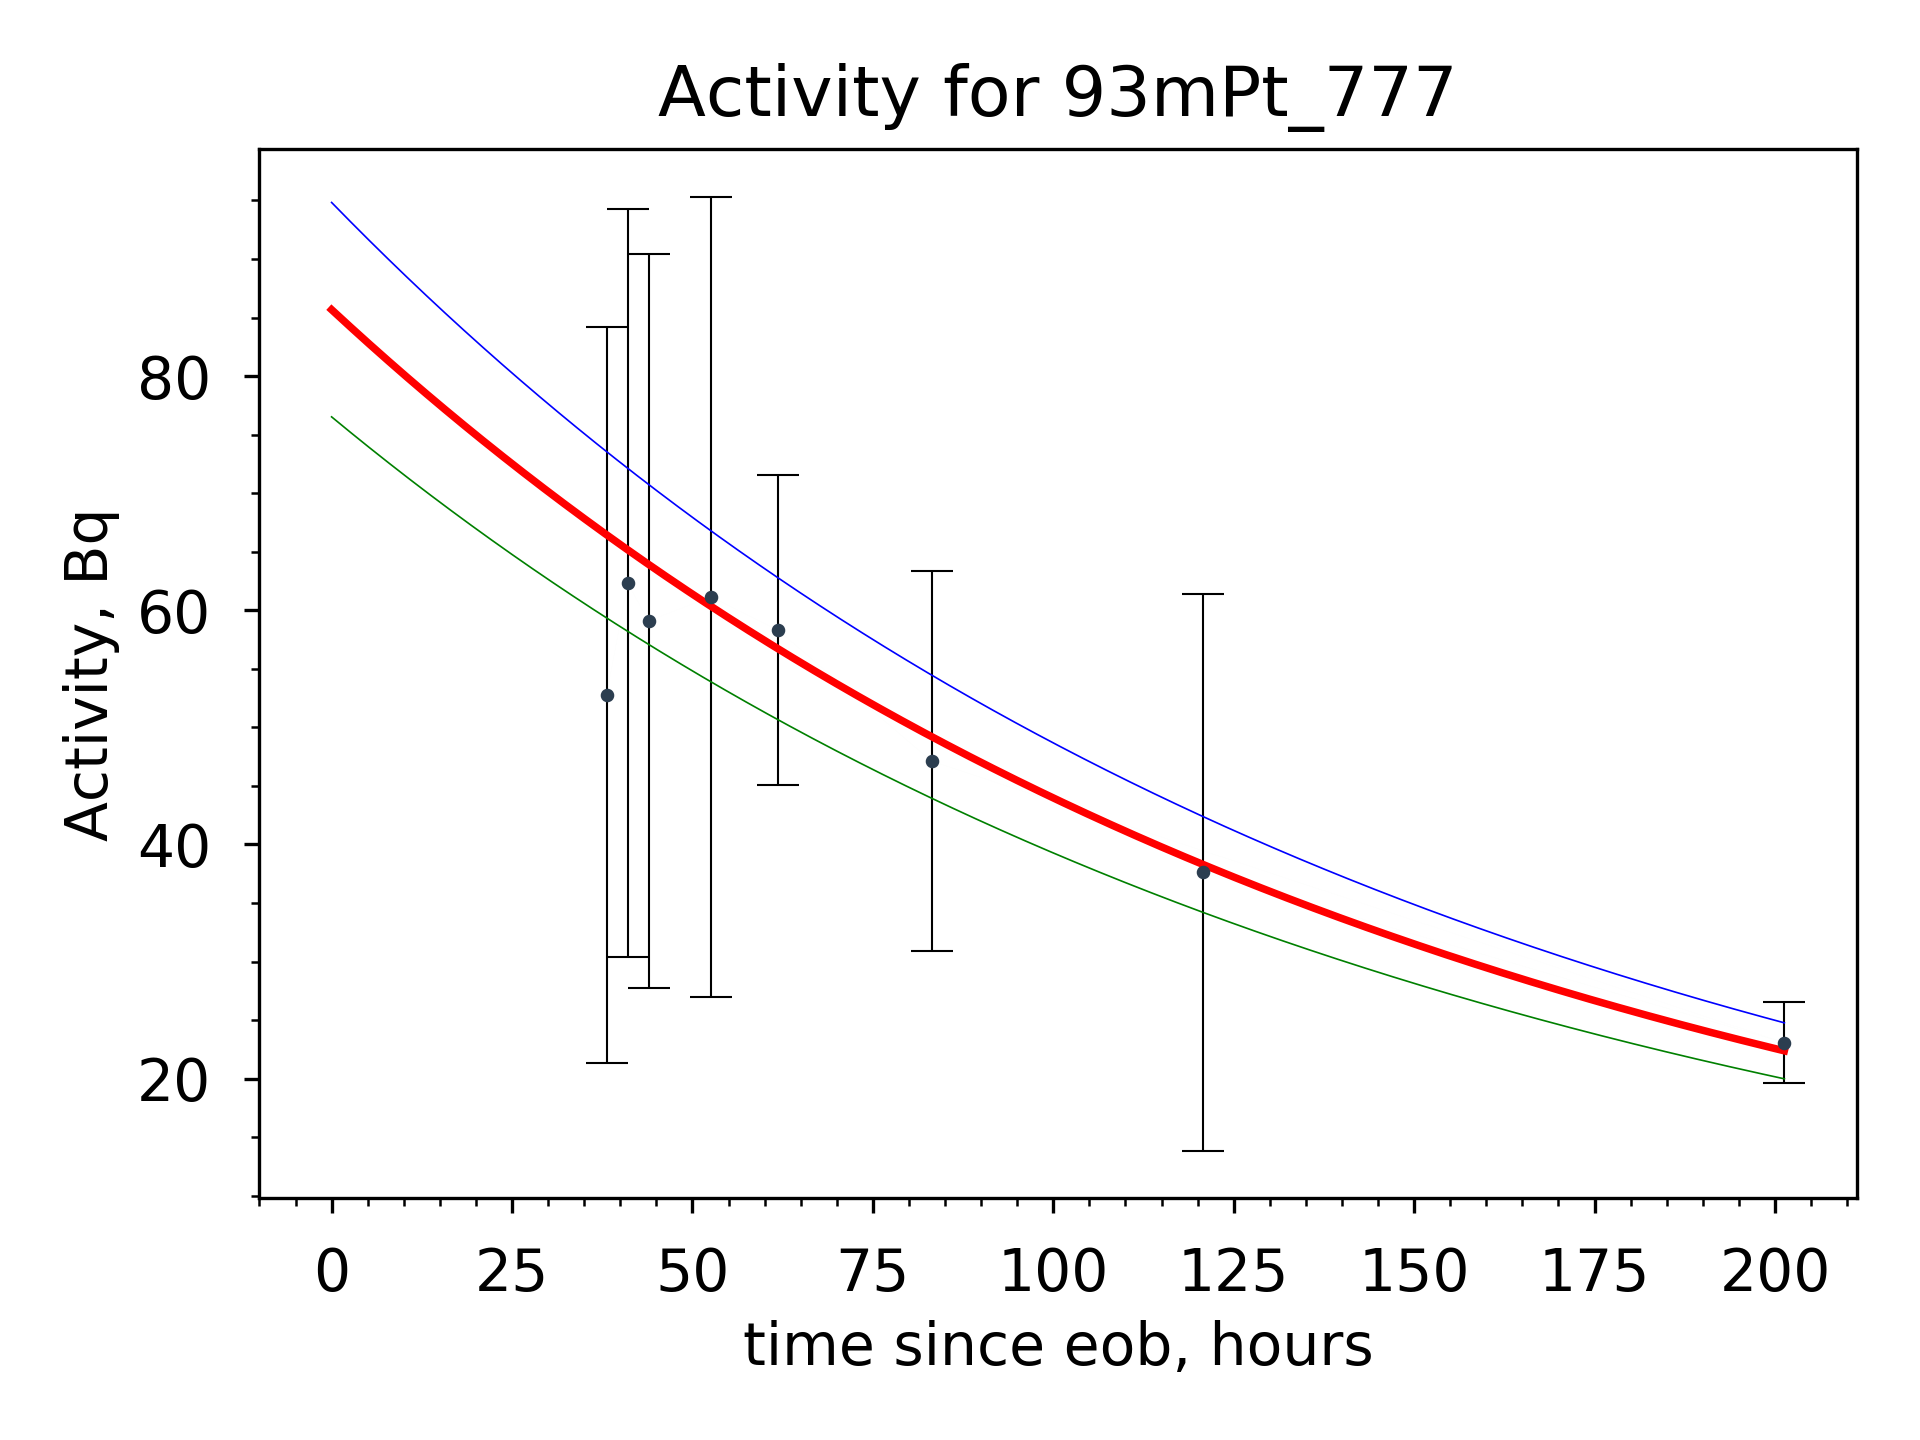 Activity for 93mPt_777
Activity, Bq
80
60
40
20
0 25 50 75 100 125 150 175 200
time since eob, hours